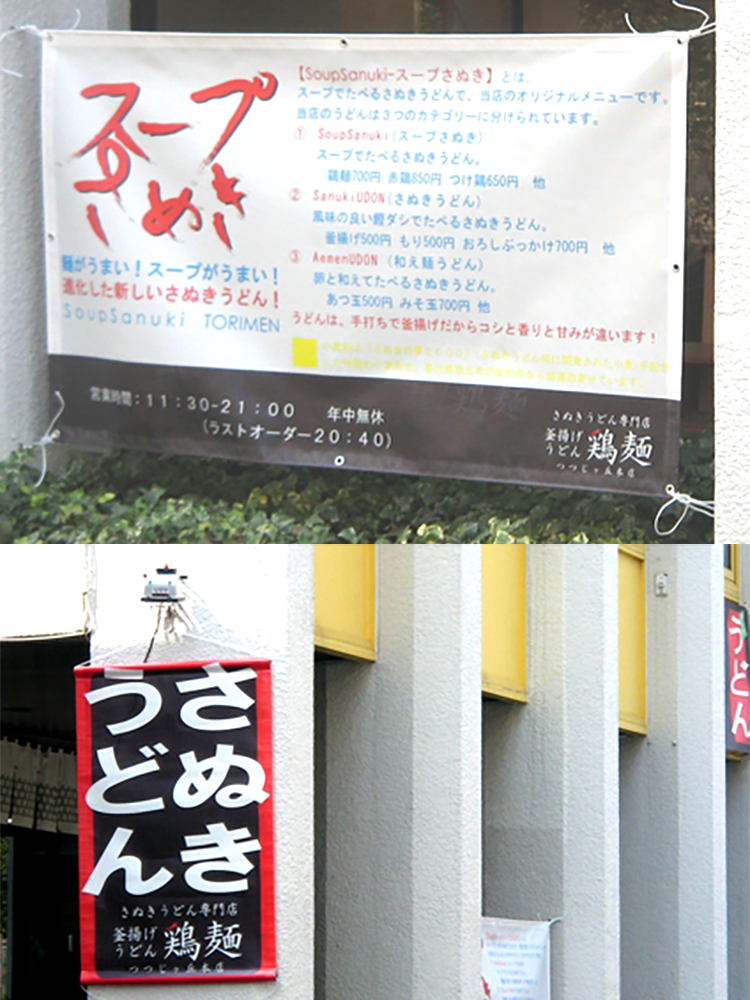 スープ
さぬき
麺がうまい！スープがうまい！
進化した新しいさぬきうどん！
SoupSanuki TORIMEN
【SoupSanuki-スープさぬき】とは、
スープでたべるさぬきうどんで、当店のオリジナルメニューです。
当店のうどんは３つのカテゴリーに分けられています。
① SoupSanuki(スープさぬき)
スープでたべるさぬきうどん。
鶏麺700円 赤鶏850円 つけ鶏650円 他
② SanukiUDON(さぬきうどん)
風味の良い鰹ダシでたべるさぬきうどん。
釜揚げ500円 もり500円 おろしぶっかけ700円 他
③ AemenUDON (和え麺うどん)
卵と和えてたべるさぬきうどん。
あつ玉500円 みそ玉700円 他
うどんは、手打ちで釜揚げだからコシと香りと甘みが違います！
営業時間：11：30-21：00 年中無休
(ラストオーダー20：40)
さぬきうどん専門店
釜揚げ
うどん 鶏麺
つつじヶ丘本店
さぬき
うどん
さぬきうどん専門店
釜揚げ
うどん 鶏麺
つつじヶ丘本店
うどん